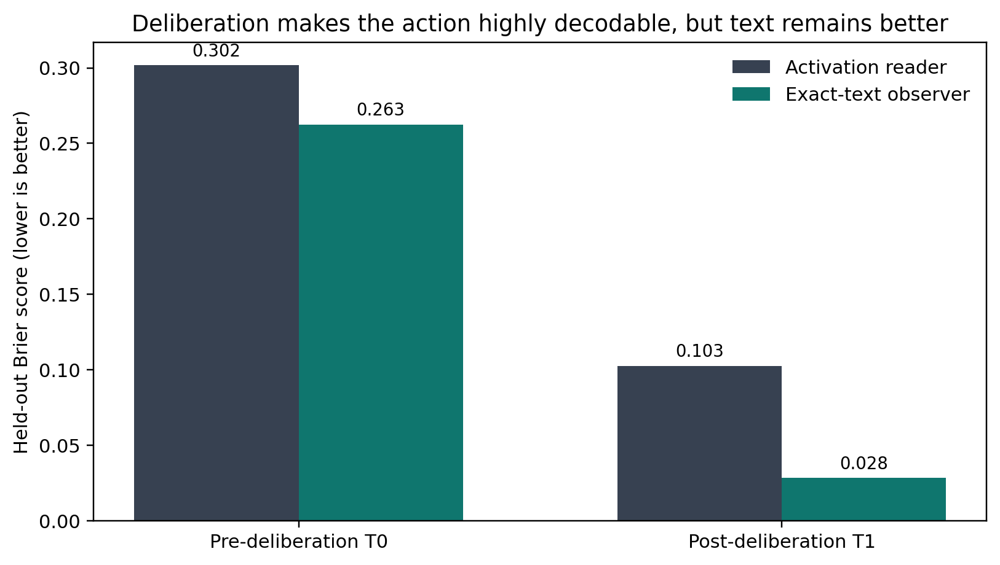 Deliberation makes the action highly decodable, but text remains better
Held-out Brier score (lower is better)
0.30
0.25
0.20
0.15
0.10
0.05
0.00
0.302
0.263
0.103
0.028
Activation reader
Exact-text observer
Pre-deliberation T0
Post-deliberation T1